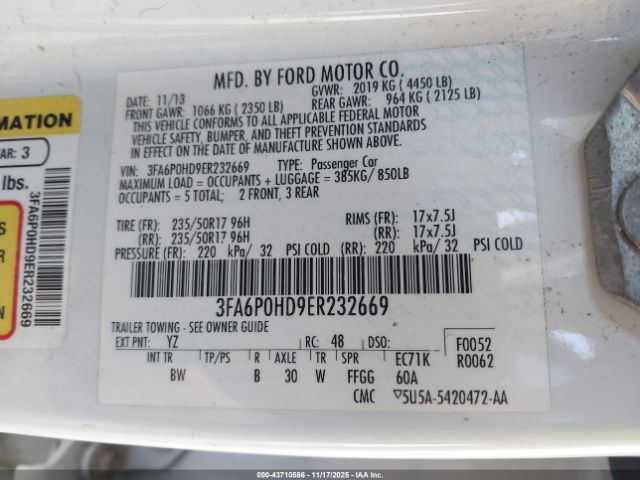 MFD. BY FORD MOTOR CO.
DATE: 11/13
GVWR: 2019 KG ( 4450 LB)
FRONT GAWR: 1066 KG ( 2350 LB)
REAR GAWR: 964 KG ( 2125 LB)
THIS VEHICLE CONFORMS TO ALL APPLICABLE FEDERAL MOTOR
VEHICLE SAFETY, BUMPER, AND THEFT PREVENTION STANDARDS
IN EFFECT ON THE DATE OF MANUFACTURE SHOWN ABOVE.
VIN: 3FA6P0HD9ER232669 TYPE: Passenger Car
MAXIMUM LOAD = OCCUPANTS + LUGGAGE = 385KG/ 850LB
OCCUPANTS = 5 TOTAL; 2 FRONT, 3 REAR
TIRE (FR): 235/50R17 96H RIMS (FR): 17x7.5J
(RR): 235/50R17 96H (RR): 17x7.5J
PRESSURE (FR): 220 kPa/ 32 PSI COLD (RR): 220 kPa/ 32 PSI COLD
3FA6P0HD9ER232669
TRAILER TOWING - SEE OWNER GUIDE
EXT PNT: YZ RC: 48 DSO: F0052
INT TR TP/PS R AXLE TR SPR EC71K R0062
BW B 30 W FFGG 60A
CMC ▽5U5A-5420472-AA
MATION
EAR: 3
lbs.
3FA6P0HD9ER232669
© 000-43710586 - 11/17/2025 - IAAI.COM